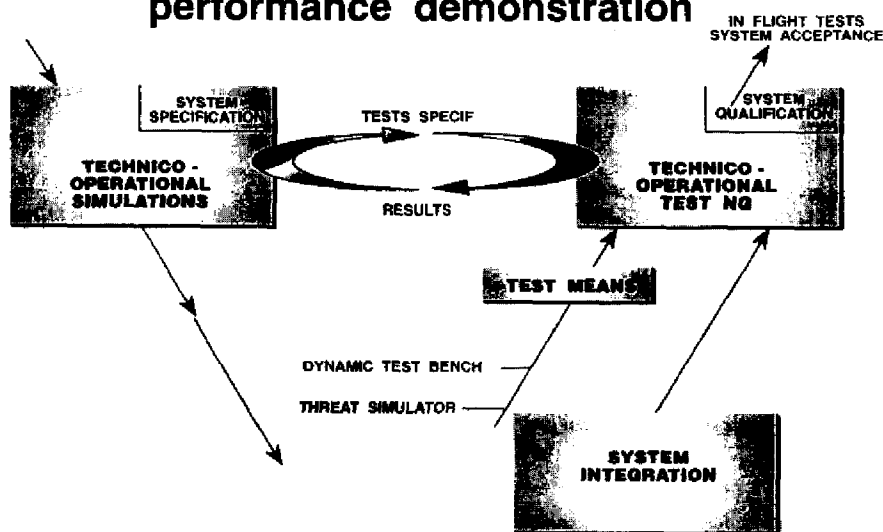 performance demonstration
IN FLIGHT TESTS
SYSTEM ACCEPTANCE
SYSTEM
SPECIFICATION
TESTS SPECIF
SYSTEM
QUALIFICATION
TECHNICO -
OPERATIONAL
SIMULATIONS
TECHNICO -
OPERATIONAL
TEST NG
RESULTS
TEST MEANS
DYNAMIC TEST BENCH
THREAT SIMULATOR
SYSTEM
INTEGRATION